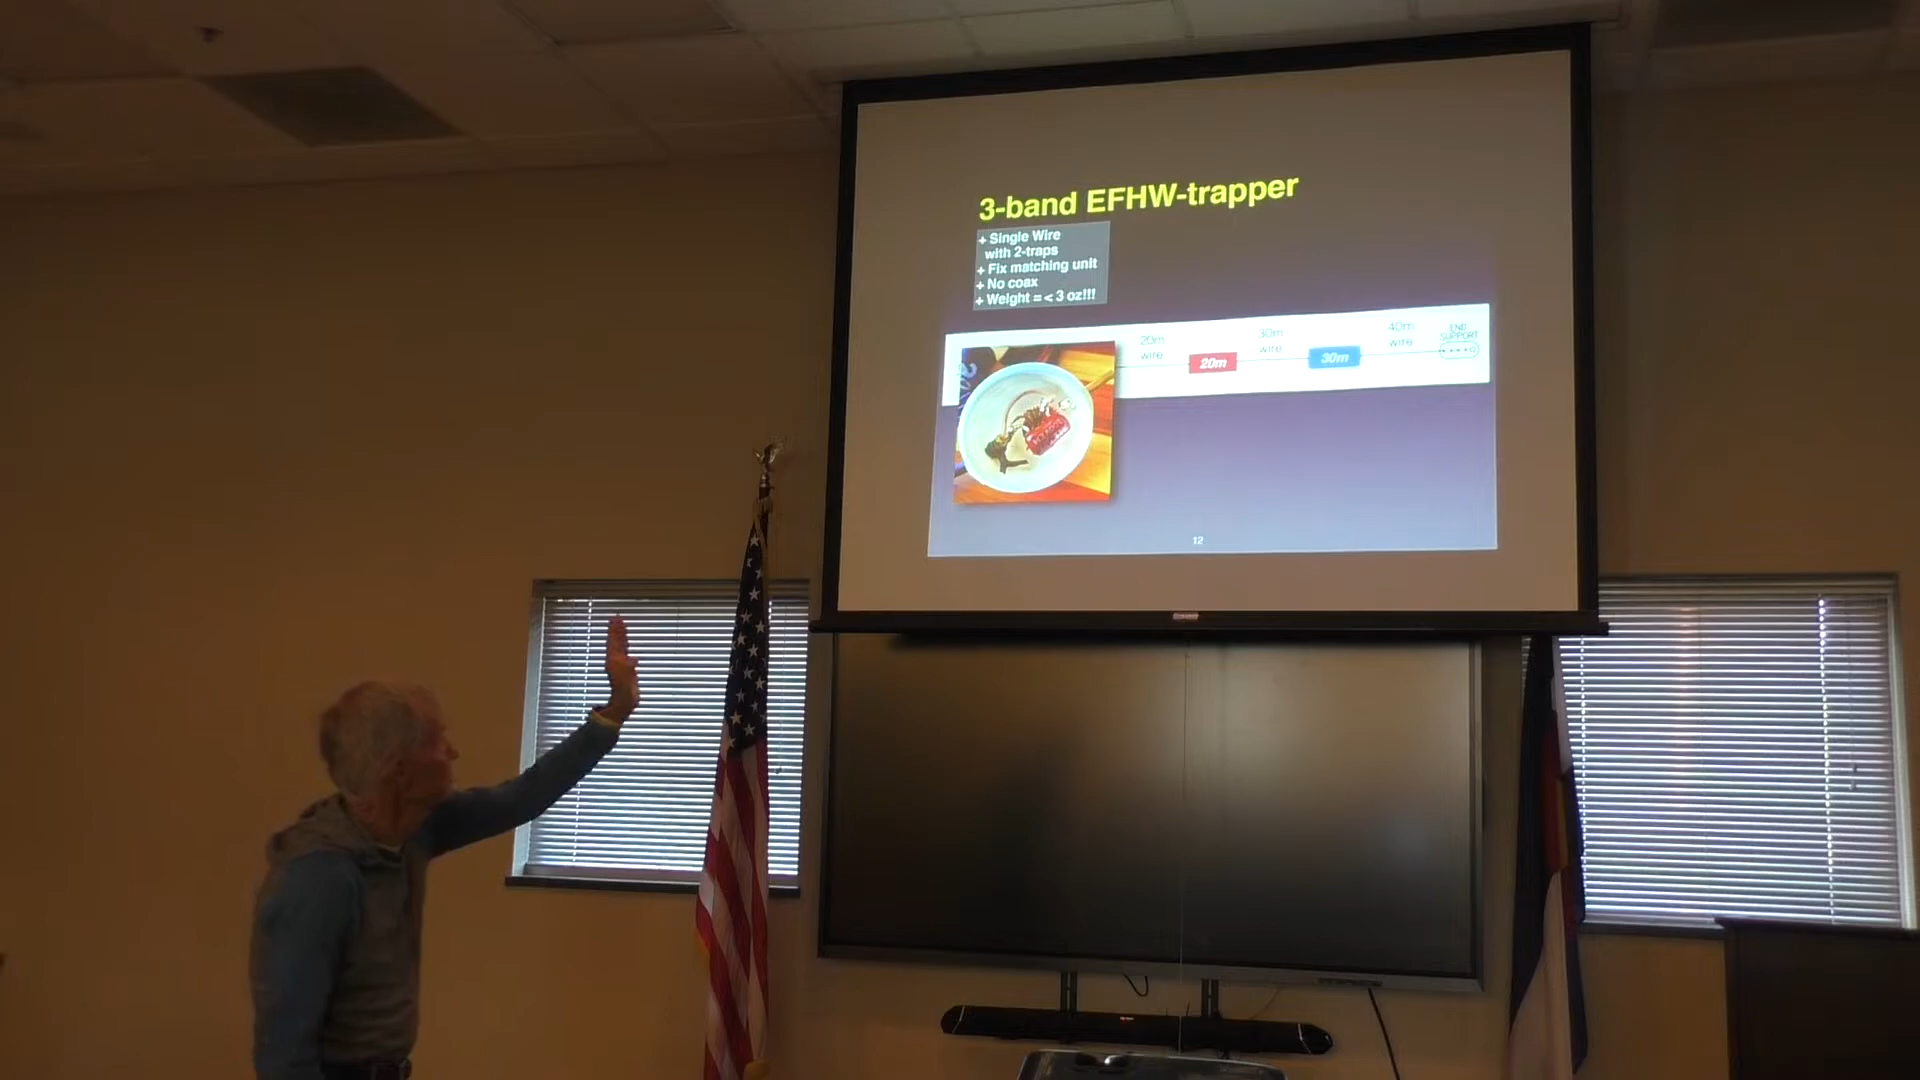 3-band EFHW-trapper
+ Single Wire
with 2-traps
+ Fix matching unit
+ No coax
+ Weight = < 3 oz!!!
20m
wire
20m
30m
wire
30m
40m
wire
END
SUPPORT
12